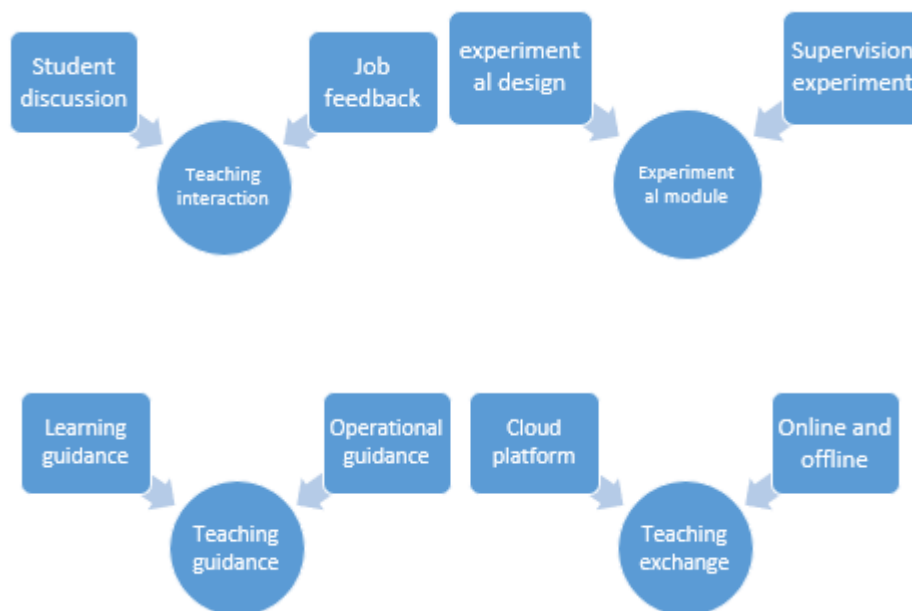 Student
discussion
Job
feedback
experiment
al design
Supervision
experiment
Teaching
interaction
Experiment
al module
Learning
guidance
Operational
guidance
Cloud
platform
Online and
offline
Teaching
guidance
Teaching
exchange